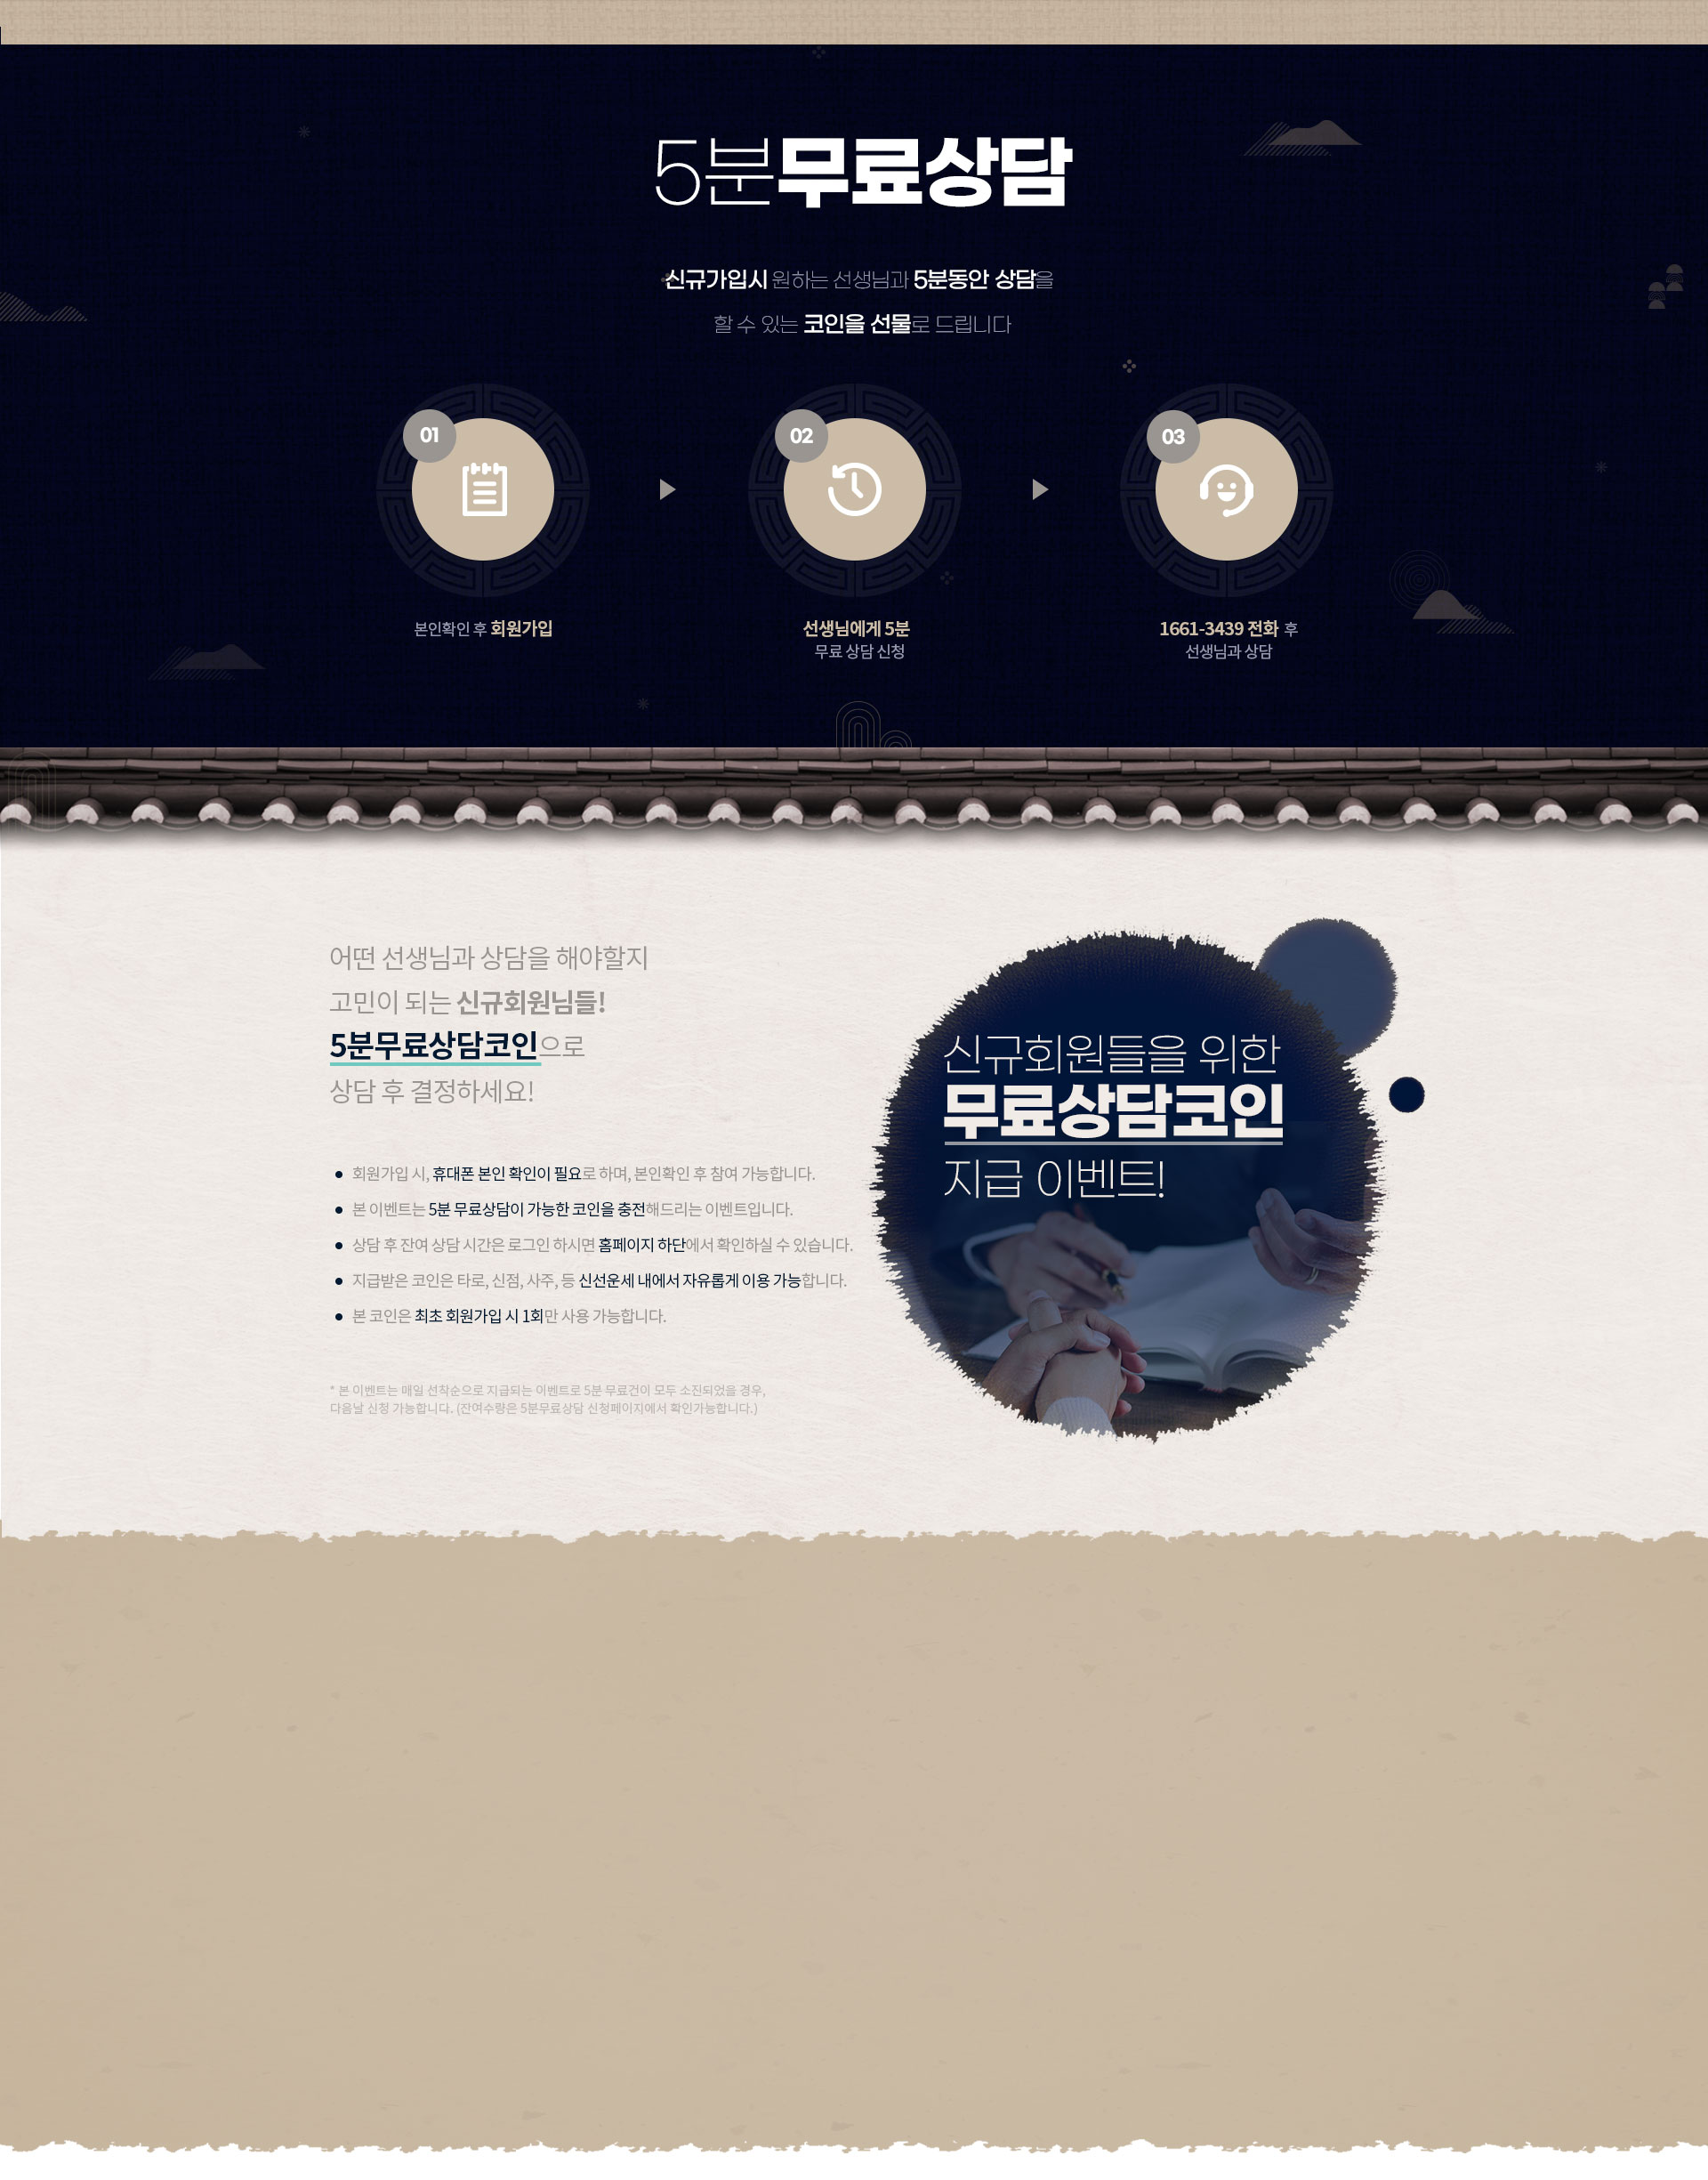 5분무료상담
신규가입시 원하는 선생님과 5분동안 상담을
할 수 있는 코인을 선물로 드립니다
01
02
03
본인확인 후 회원가입
선생님에게 5분
무료 상담 신청
1661-3439 전화 후
선생님과 상담
어떤 선생님과 상담을 해야할지
고민이 되는 신규회원님들!
5분무료상담코인으로
상담 후 결정하세요!
회원가입 시, 휴대폰 본인 확인이 필요로 하며, 본인확인 후 참여 가능합니다.
본 이벤트는 5분 무료상담이 가능한 코인을 충전해드리는 이벤트입니다.
상담 후 잔여 상담 시간은 로그인 하시면 홈페이지 하단에서 확인하실 수 있습니다.
지급받은 코인은 타로, 신점, 사주, 등 신선운세 내에서 자유롭게 이용 가능합니다.
본 코인은 최초 회원가입 시 1회만 사용 가능합니다.
* 본 이벤트는 매일 선착순으로 지급되는 이벤트로 5분 무료건이 모두 소진되었을 경우,
다음날 신청 가능합니다. (잔여수량은 5분무료상담 신청페이지에서 확인가능합니다.)
신규회원들을 위한
무료상담코인
지급 이벤트!